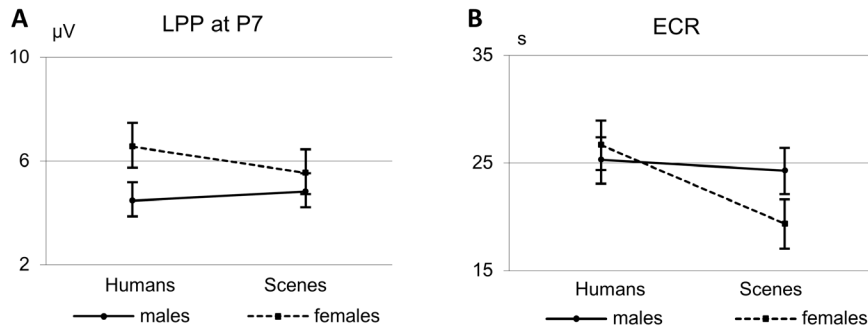 A
LPP at P7
µV
10
6
2
Humans
Scenes
males
females
B
ECR
s
35
25
15
Humans
Scenes
males
females